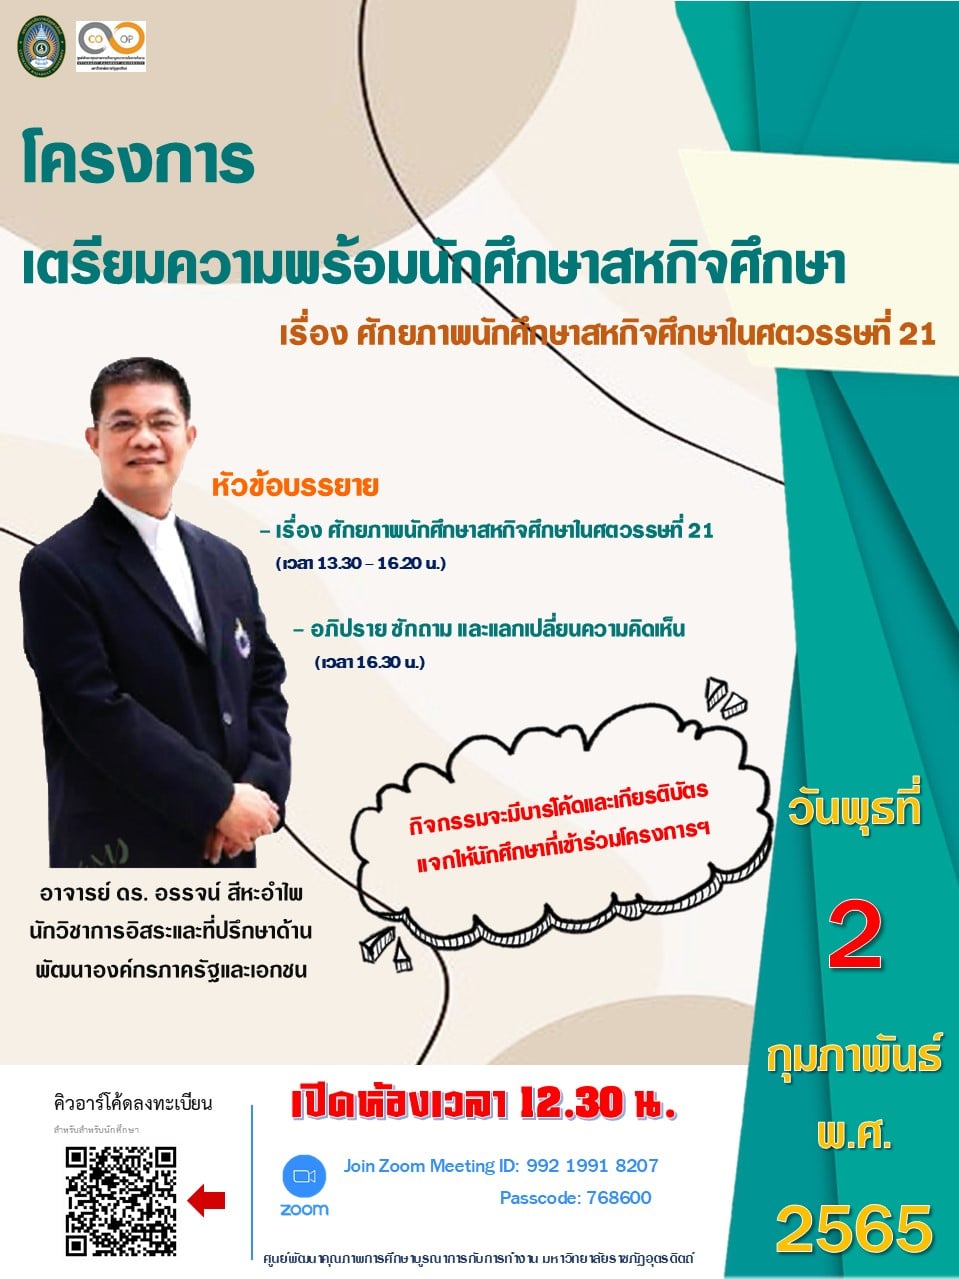 CO OP
โครงการ
เตรียมความพร้อมนักศึกษาสหกิจศึกษา
เรื่อง ศักยภาพนักศึกษาสหกิจศึกษาในศตวรรษที่ 21
หัวข้อบรรยาย
- เรื่อง ศักยภาพนักศึกษาสหกิจศึกษาในศตวรรษที่ 21
(เวลา 13.30 – 16.20 น.)
- อภิปราย ซักถาม และแลกเปลี่ยนความคิดเห็น
(เวลา 16.30 น.)
กิจกรรมจะมีบารโค้ดและเกียรติบัตร
แจกให้นักศึกษาที่เข้าร่วมโครงการฯ
อาจารย์ ดร. อรรจน์ สีหะอำไพ
นักวิชาการอิสระและที่ปรึกษาด้าน
พัฒนาองค์กรภาครัฐและเอกชน
วันพุธที่
2
กุมภาพันธ์
พ.ศ.
2565
คิวอาร์โค้ดลงทะเบียน
สำหรับสำหรับนักศึกษา
เปิดห้องเวลา 12.30 น.
zoom
Join Zoom Meeting ID: 992 1991 8207
Passcode: 768600
ศูนย์พัฒนาคุณภาพการศึกษาบูรณาการกับการทำงาน มหาวิทยาลัยราชภัฏอุตรดิตถ์